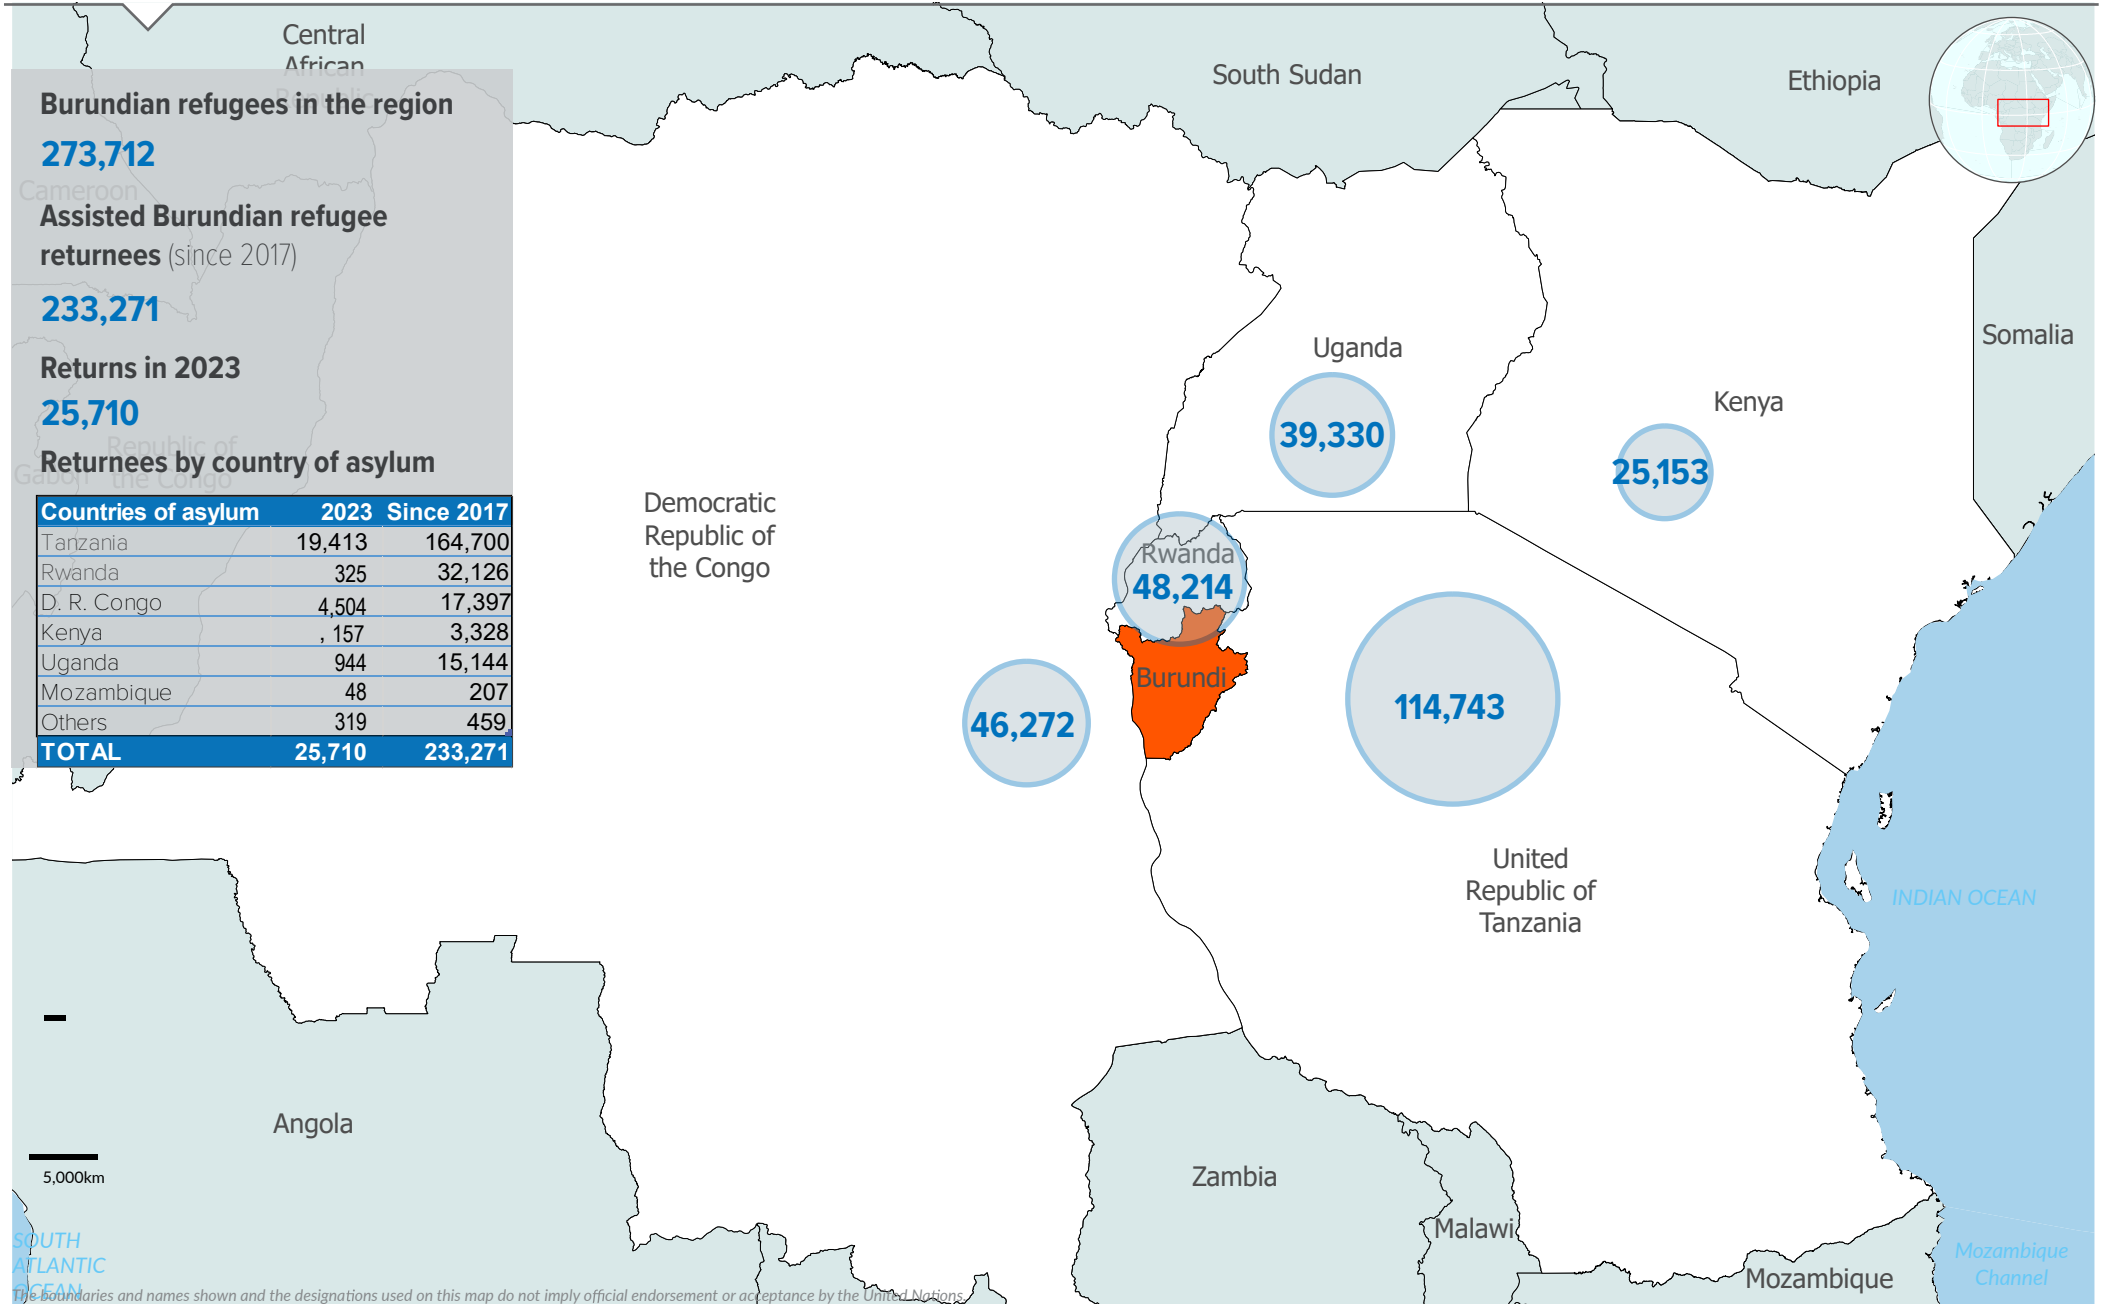 Central
African
Republic
South Sudan
Ethiopia
Burundian refugees in the region
273,712
Cameroon
Assisted Burundian refugee
returnees (since 2017)
233,271
Returns in 2023
25,710
Republic of
the Congo
Gabon
Returnees by country of asylum
Countries of asylum 2023 Since 2017
Tanzania 19,413 164,700
Rwanda 325 32,126
D. R. Congo 4,504 17,397
Kenya , 157 3,328
Uganda 944 15,144
Mozambique 48 207
Others 319 459
TOTAL 25,710 233,271
Somalia
Uganda
39,330
Kenya
25,153
Democratic
Republic of
the Congo
Rwanda
48,214
Burundi
46,272
114,743
United
Republic of
Tanzania
INDIAN OCEAN
Angola
5,000km
Zambia
Malawi
Mozambique
Mozambique
Channel
SOUTH
ATLANTIC
OCEAN
The boundaries and names shown and the designations used on this map do not imply official endorsement or acceptance by the United Nations.